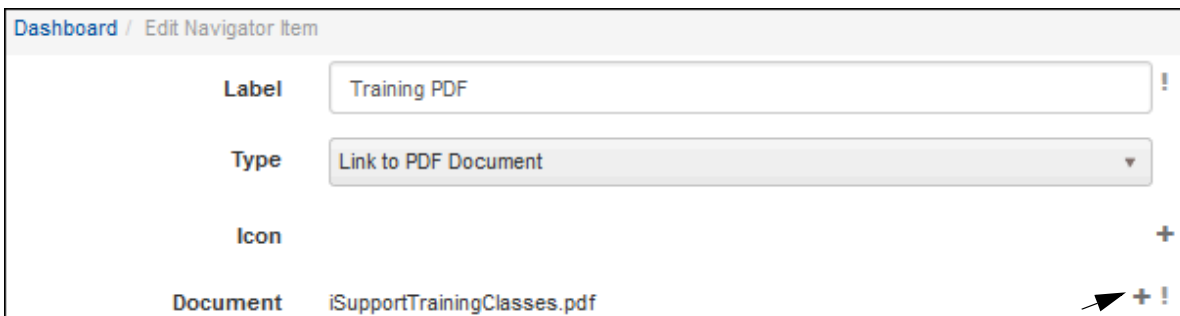 Dashboard / Edit Navigator Item
Label Training PDF !
Type Link to PDF Document
Icon +
Document iSupportTrainingClasses.pdf + !